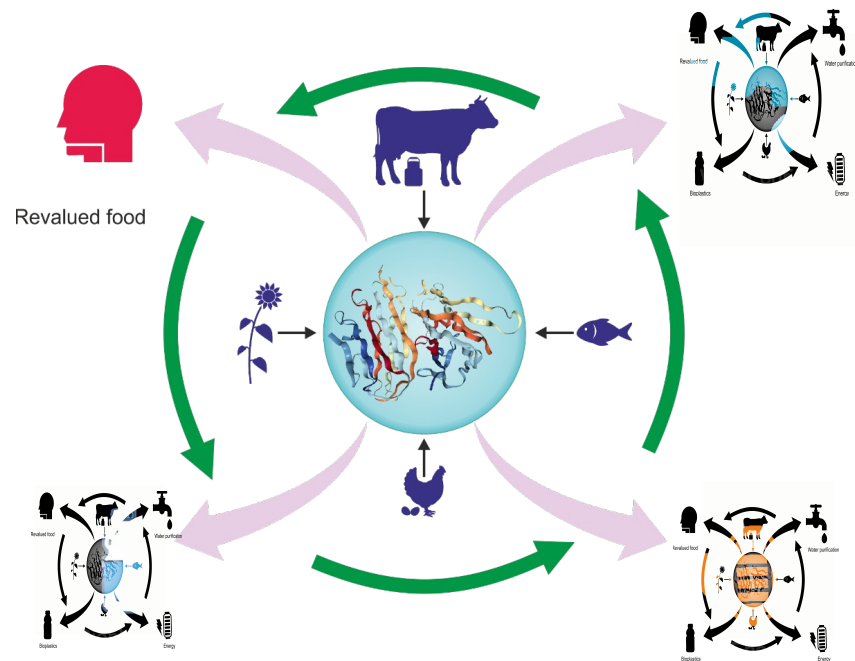 Revalued food
Revalued food
Water purification
Bioplastics
Energy
Revalued food
Water purification
Bioplastics
Energy
Revalued food
Water purification
Bioplastics
Energy